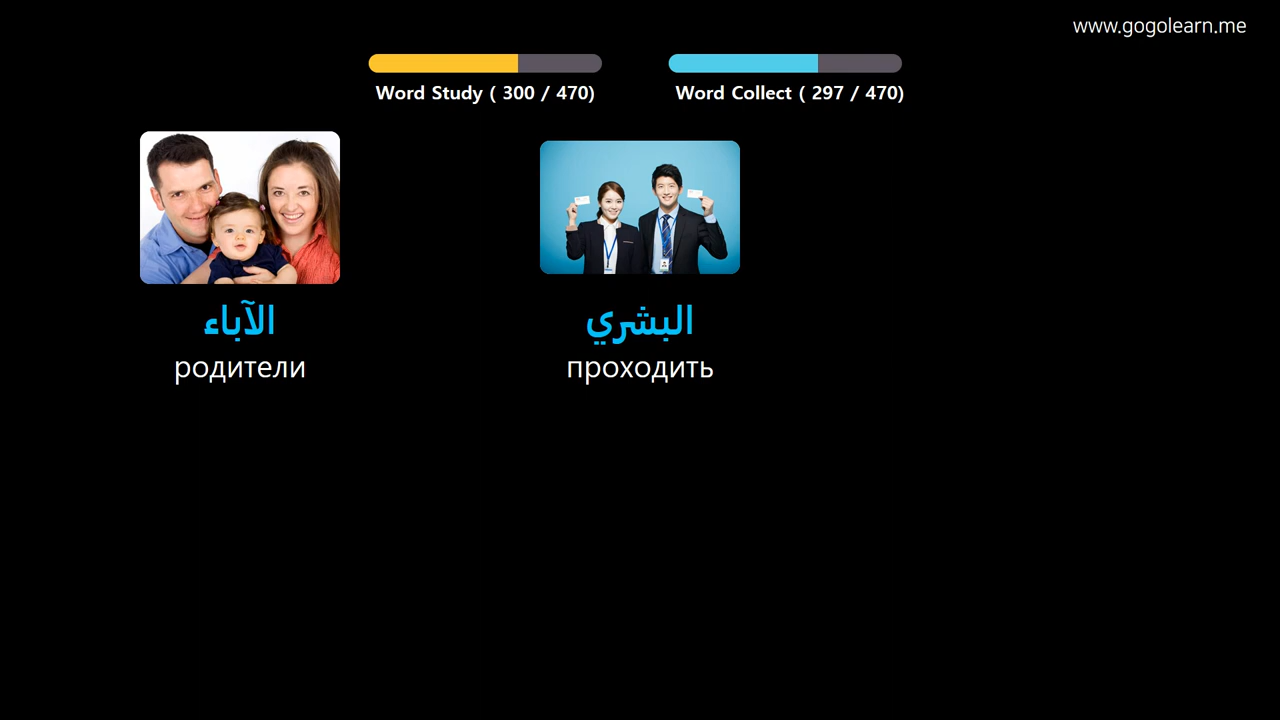 www.gogolearn.me
Word Study ( 300 / 470)
Word Collect ( 297 / 470)
الآباء
родители
البشري
проходить